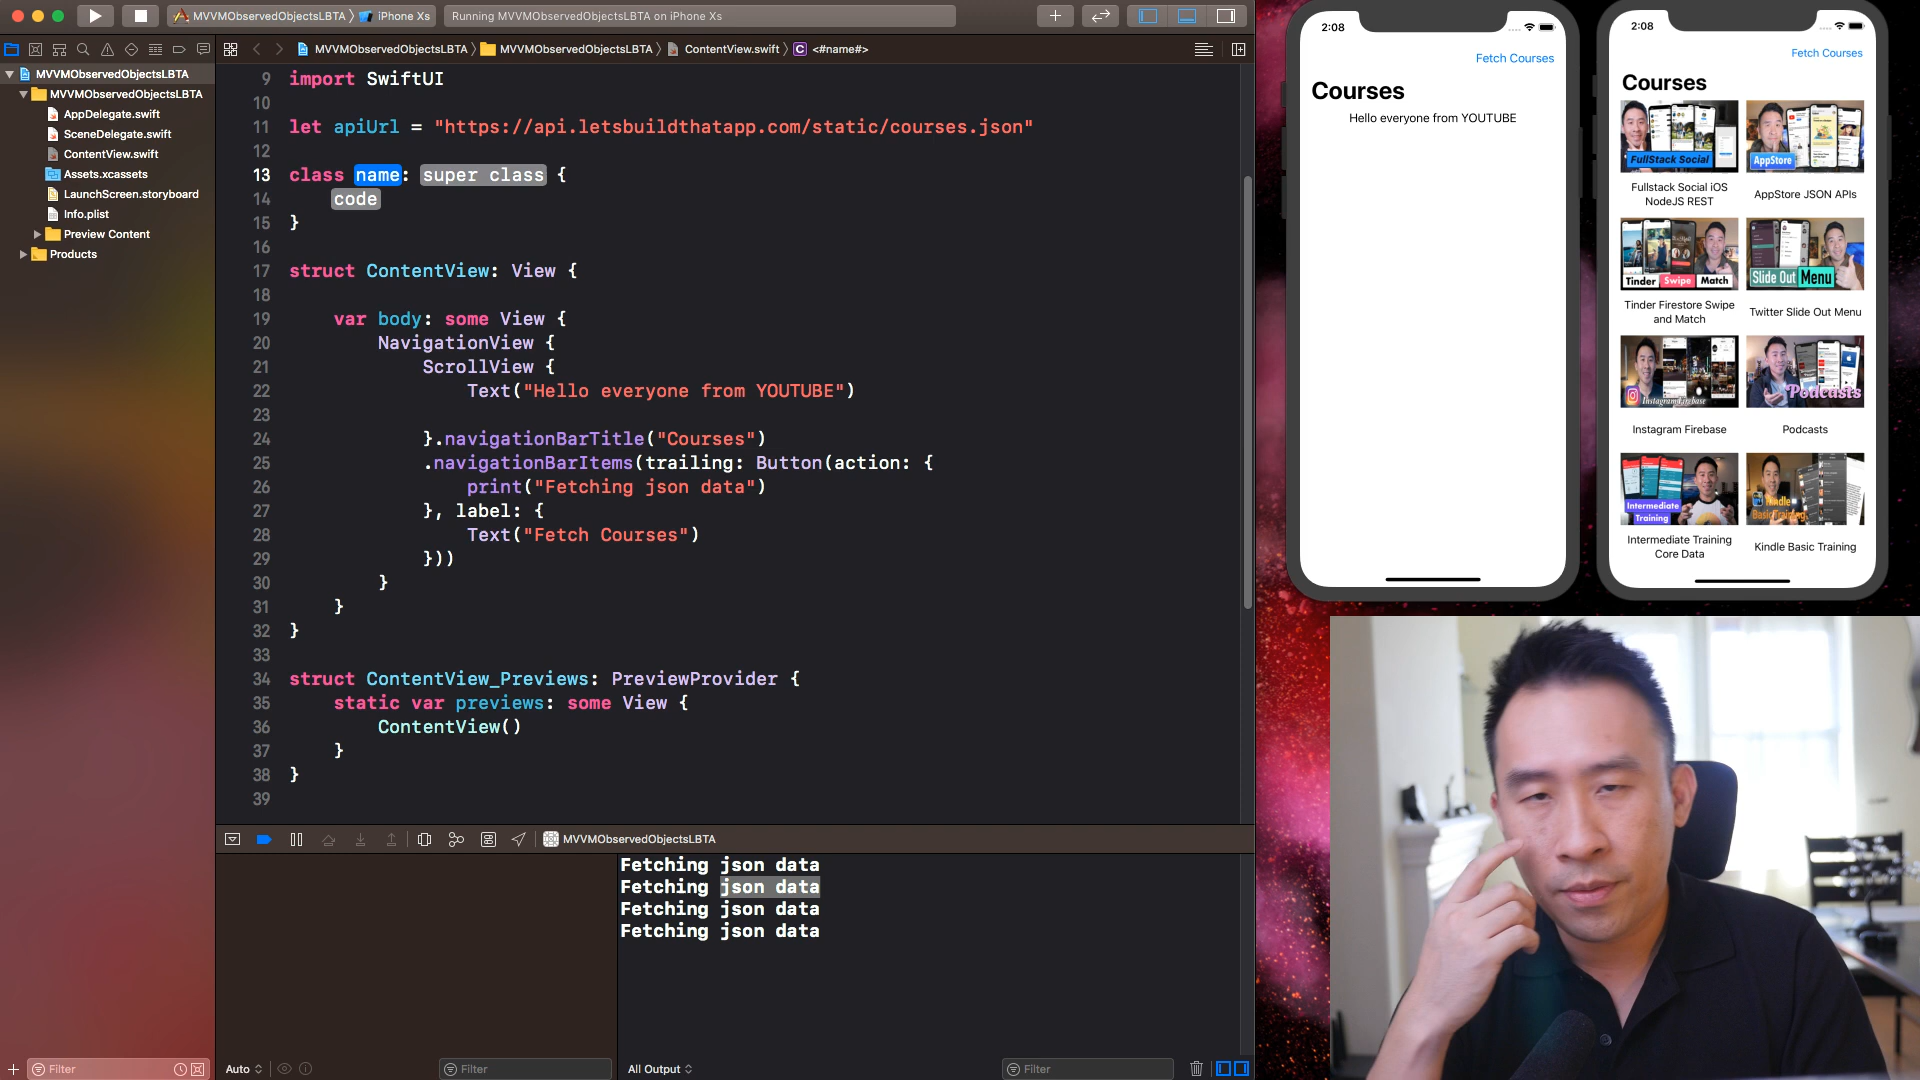 MVVMObservedObjectsLBTA
iPhone Xs
Running MVVMObservedObjectsLBTA on iPhone Xs
MVVMObservedObjectsLBTA
MVVMObservedObjectsLBTA
ContentView.swift
<#name#>
MVVMObservedObjectsLBTA
MVVMObservedObjectsLBTA
AppDelegate.swift
SceneDelegate.swift
ContentView.swift
Assets.xcassets
LaunchScreen.storyboard
Info.plist
Preview Content
Products
9 import SwiftUI
10
11 let apiUrl = "https://api.letsbuildthatapp.com/static/courses.json"
12
13 class name: super class {
14 code
15 }
16
17 struct ContentView: View {
18
19 var body: some View {
20 NavigationView {
21 ScrollView {
22 Text("Hello everyone from YOUTUBE")
23
24 }.navigationBarTitle("Courses")
25 .navigationBarItems(trailing: Button(action: {
26 print("Fetching json data")
27 }, label: {
28 Text("Fetch Courses")
29 }))
30 }
31 }
32 }
33
34 struct ContentView_Previews: PreviewProvider {
35 static var previews: some View {
36 ContentView()
37 }
38 }
39
MVVMObservedObjectsLBTA
Fetching json data
Fetching json data
Fetching json data
Fetching json data
Filter
Auto
Filter
All Output
Filter
2:08
Fetch Courses
Courses
Hello everyone from YOUTUBE
2:08
Fetch Courses
Courses
FullStack Social
AppStore
Fullstack Social iOS
NodeJS REST
AppStore JSON APIs
Tinder Swipe Match
Slide Out Menu
Tinder Firestore Swipe
and Match
Twitter Slide Out Menu
Instagram Firebase
Podcasts
Instagram Firebase
Podcasts
Intermediate
Training
Kindle
Basic Training
Intermediate Training
Core Data
Kindle Basic Training